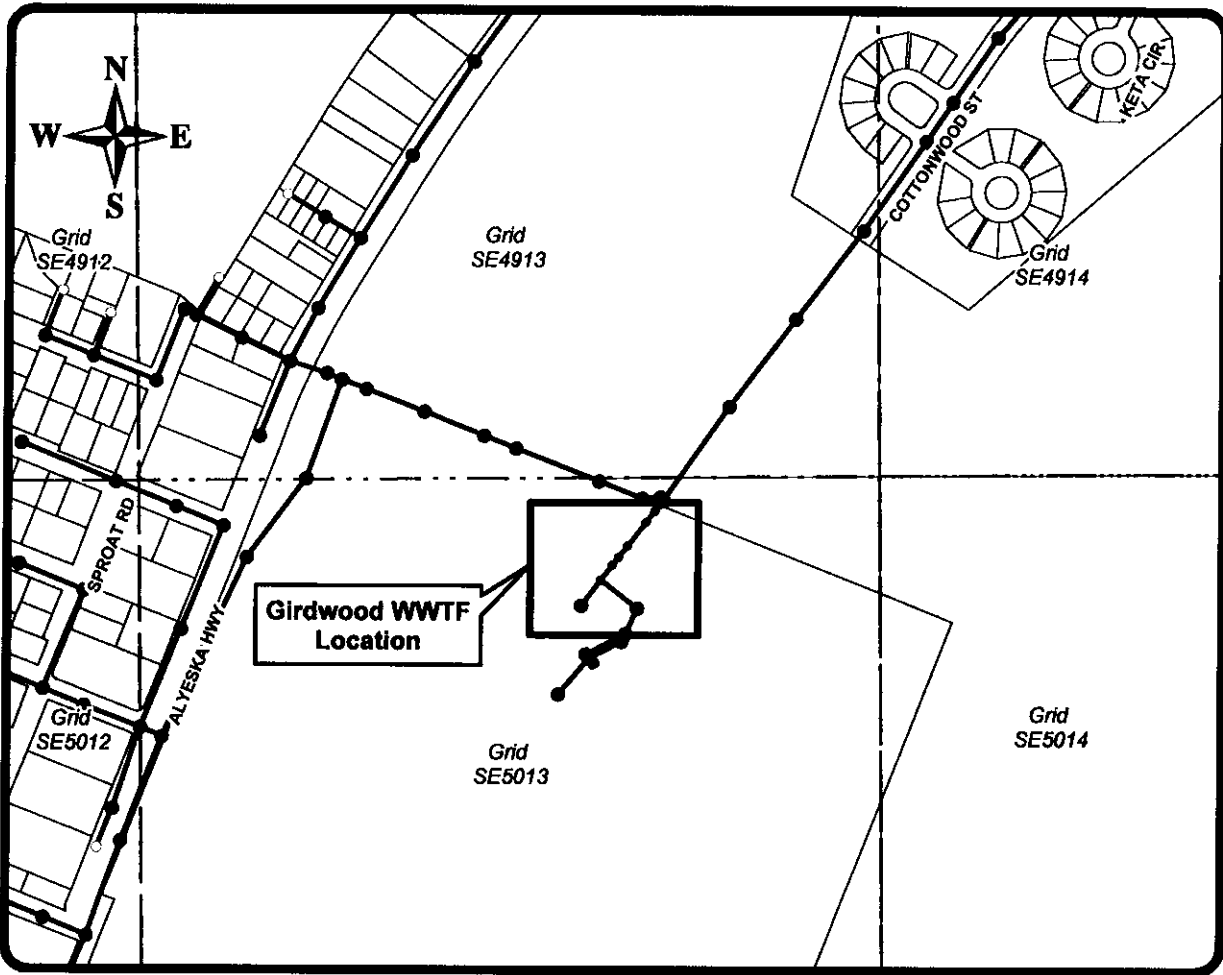 N
W
E
S
COTTONWOOD ST
KETA CIR.
Grid
SE4912
Grid
SE4913
Grid
SE4914
SPROAT RD
ALYESKA HWY
Girdwood WWTF
Location
Grid
SE5012
Grid
SE5013
Grid
SE5014